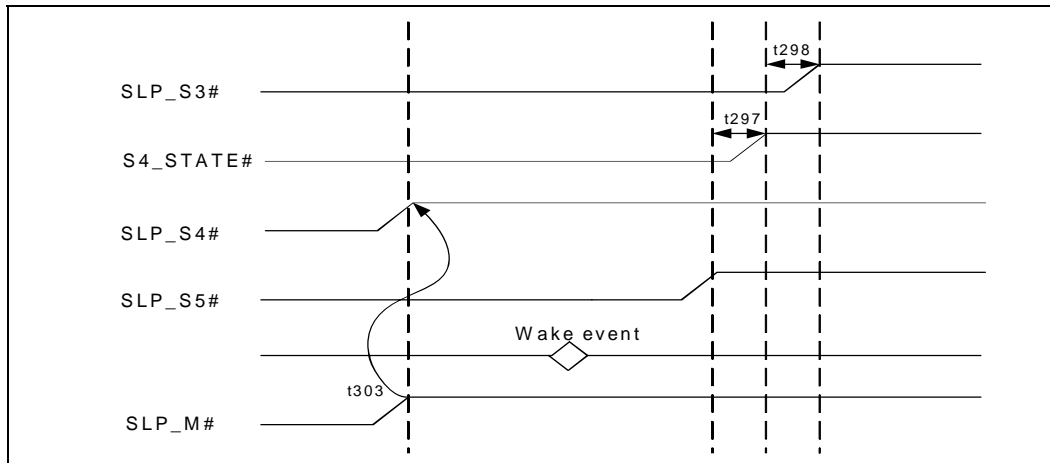 t298
SLP_S3#
t297
S4_STATE#
SLP_S4#
SLP_S5#
Wake event
t303
SLP_M#